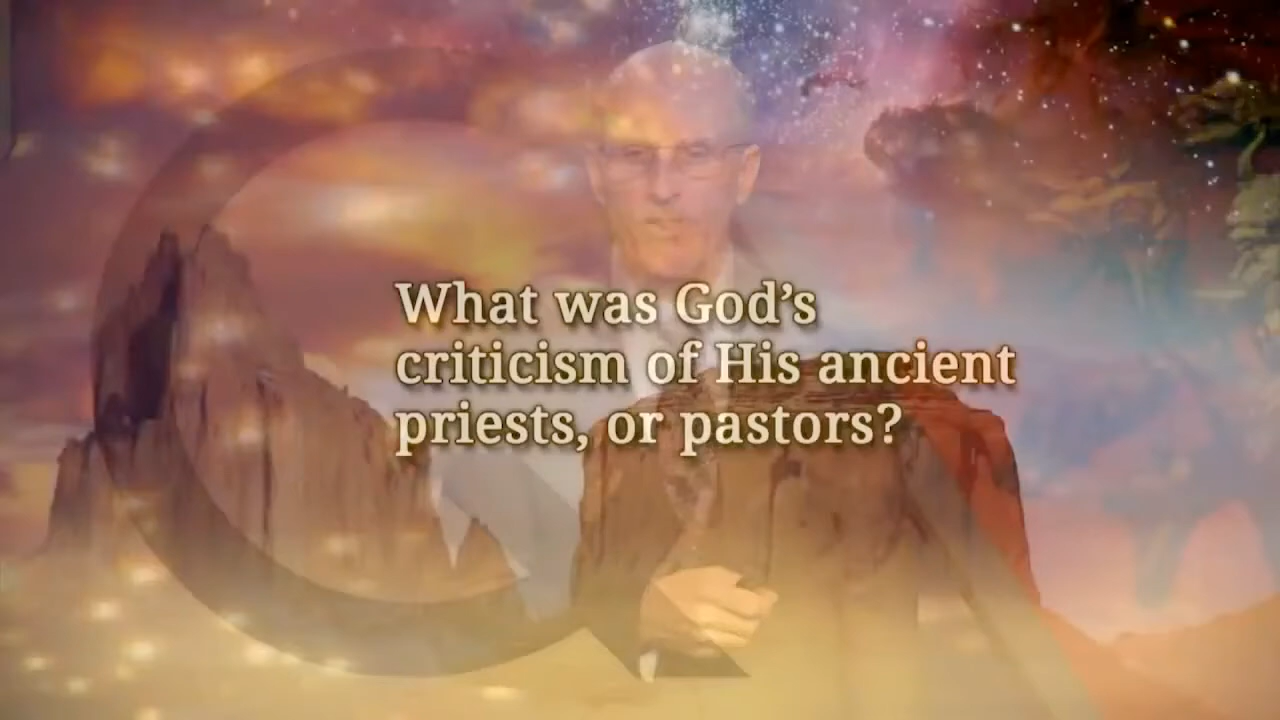 What was God’s
criticism of His ancient
priests, or pastors?